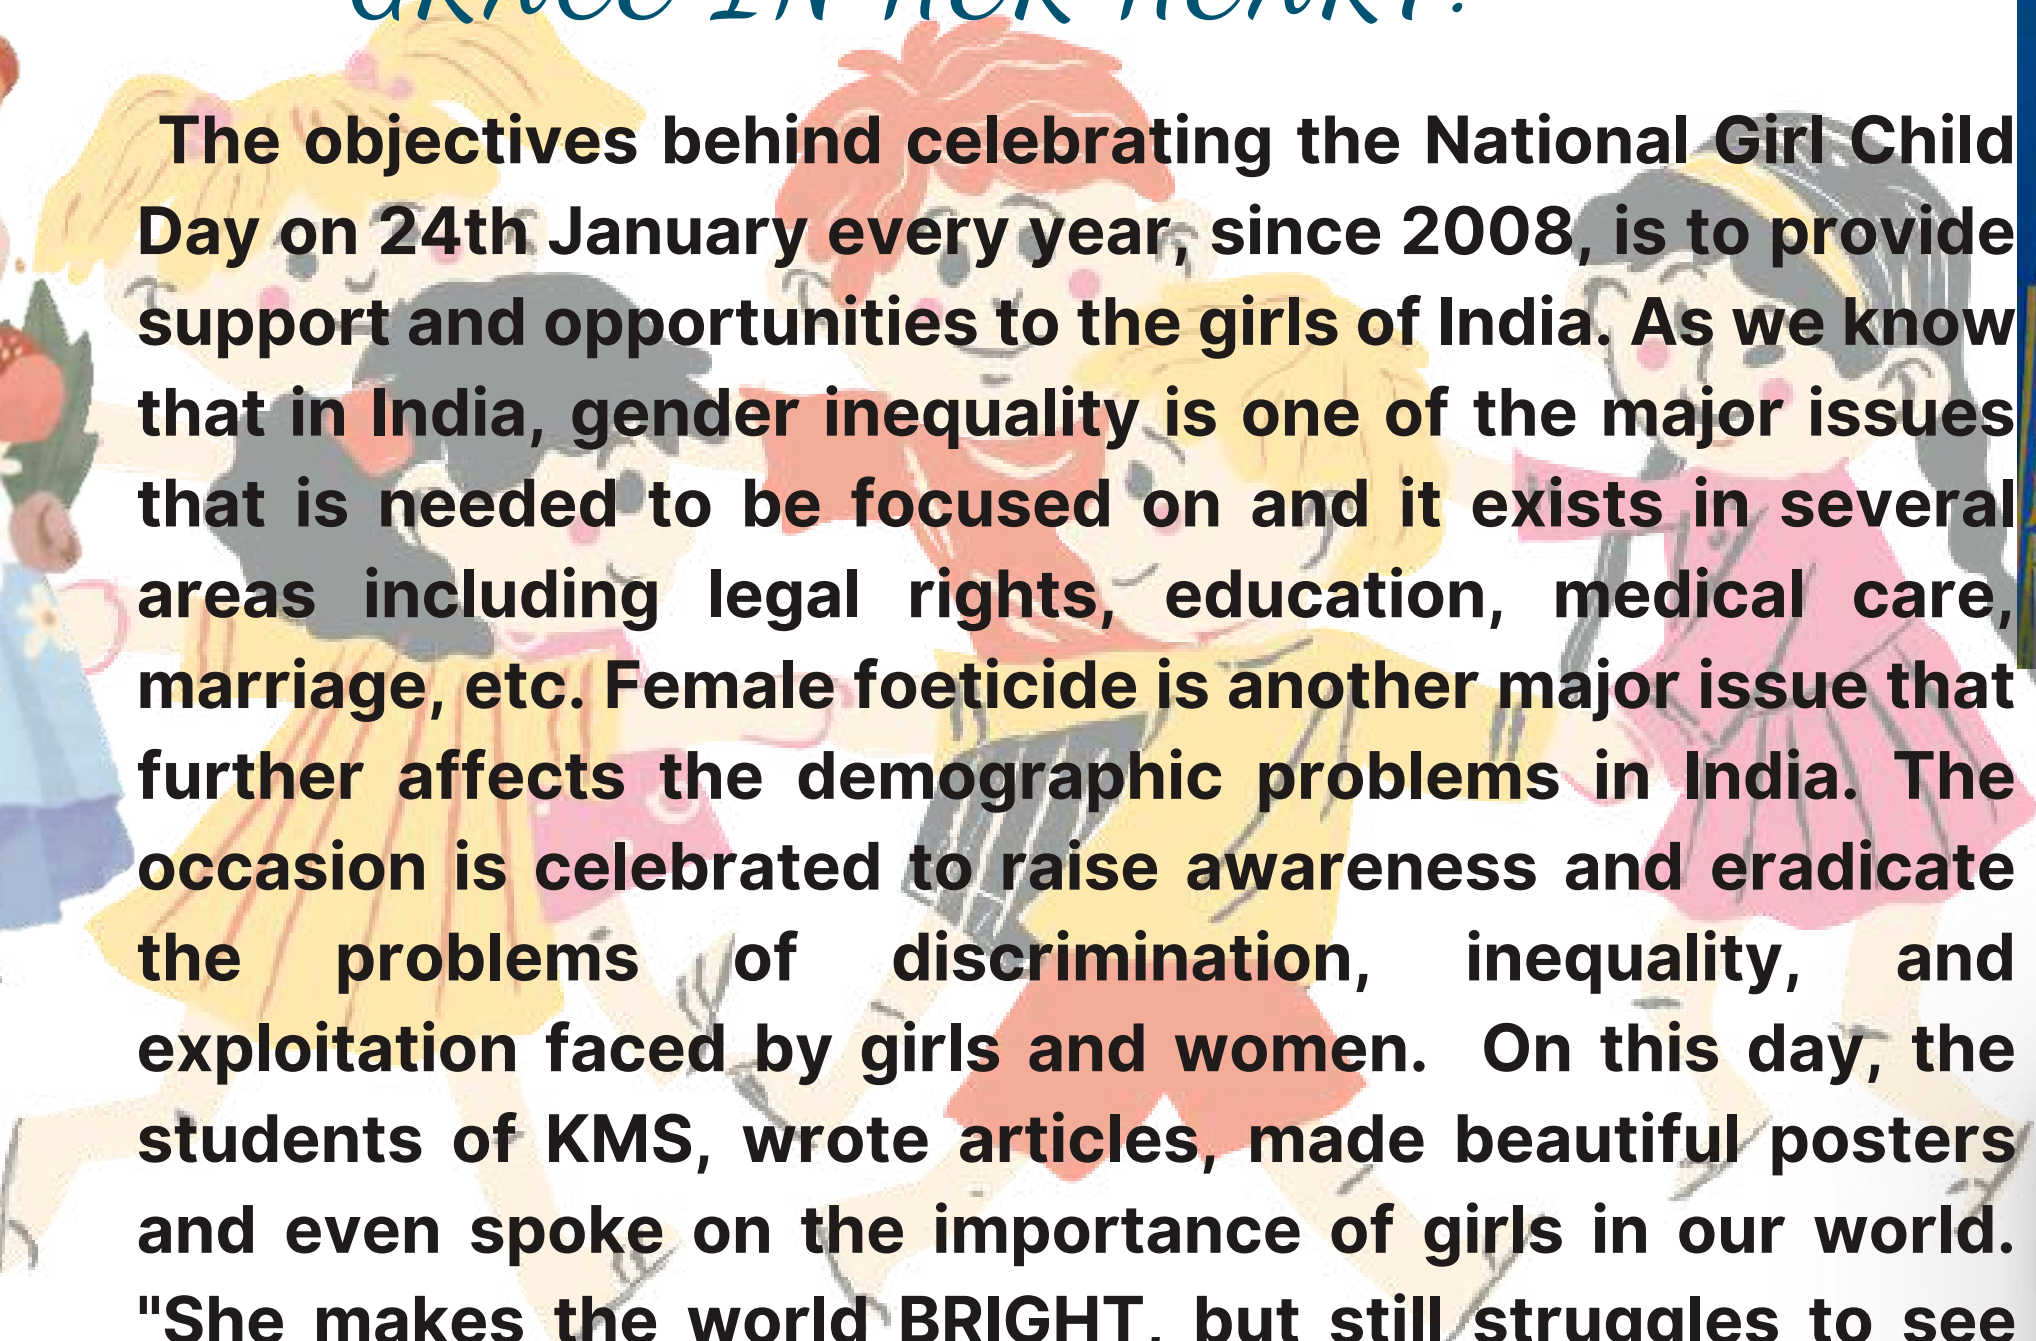 GRACE IN HER HEART.
The objectives behind celebrating the National Girl Child
Day on 24th January every year, since 2008, is to provide
support and opportunities to the girls of India. As we know
that in India, gender inequality is one of the major issues
that is needed to be focused on and it exists in several
areas including legal rights, education, medical care,
marriage, etc. Female foeticide is another major issue that
further affects the demographic problems in India. The
occasion is celebrated to raise awareness and eradicate
the problems of discrimination, inequality, and
exploitation faced by girls and women. On this day, the
students of KMS, wrote articles, made beautiful posters
and even spoke on the importance of girls in our world.
"She makes the world BRIGHT, but still struggles to see